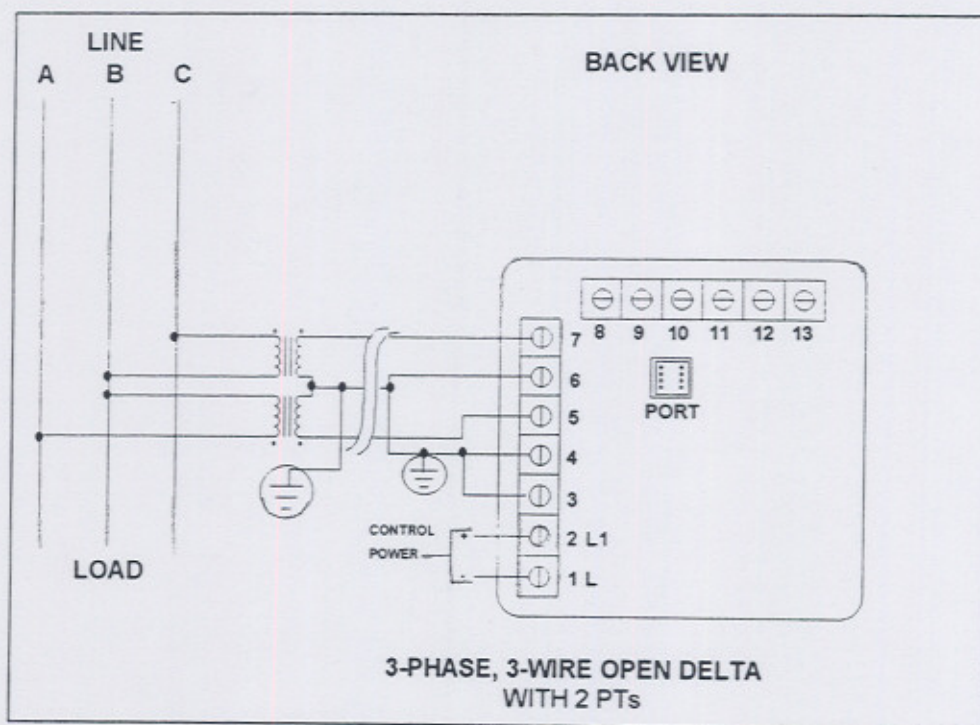 LINE
A B C
BACK VIEW
8 9 10 11 12 13
7
6
PORT
5
4
3
CONTROL
POWER
2 L1
1 L
LOAD
3-PHASE, 3-WIRE OPEN DELTA
WITH 2 PTs